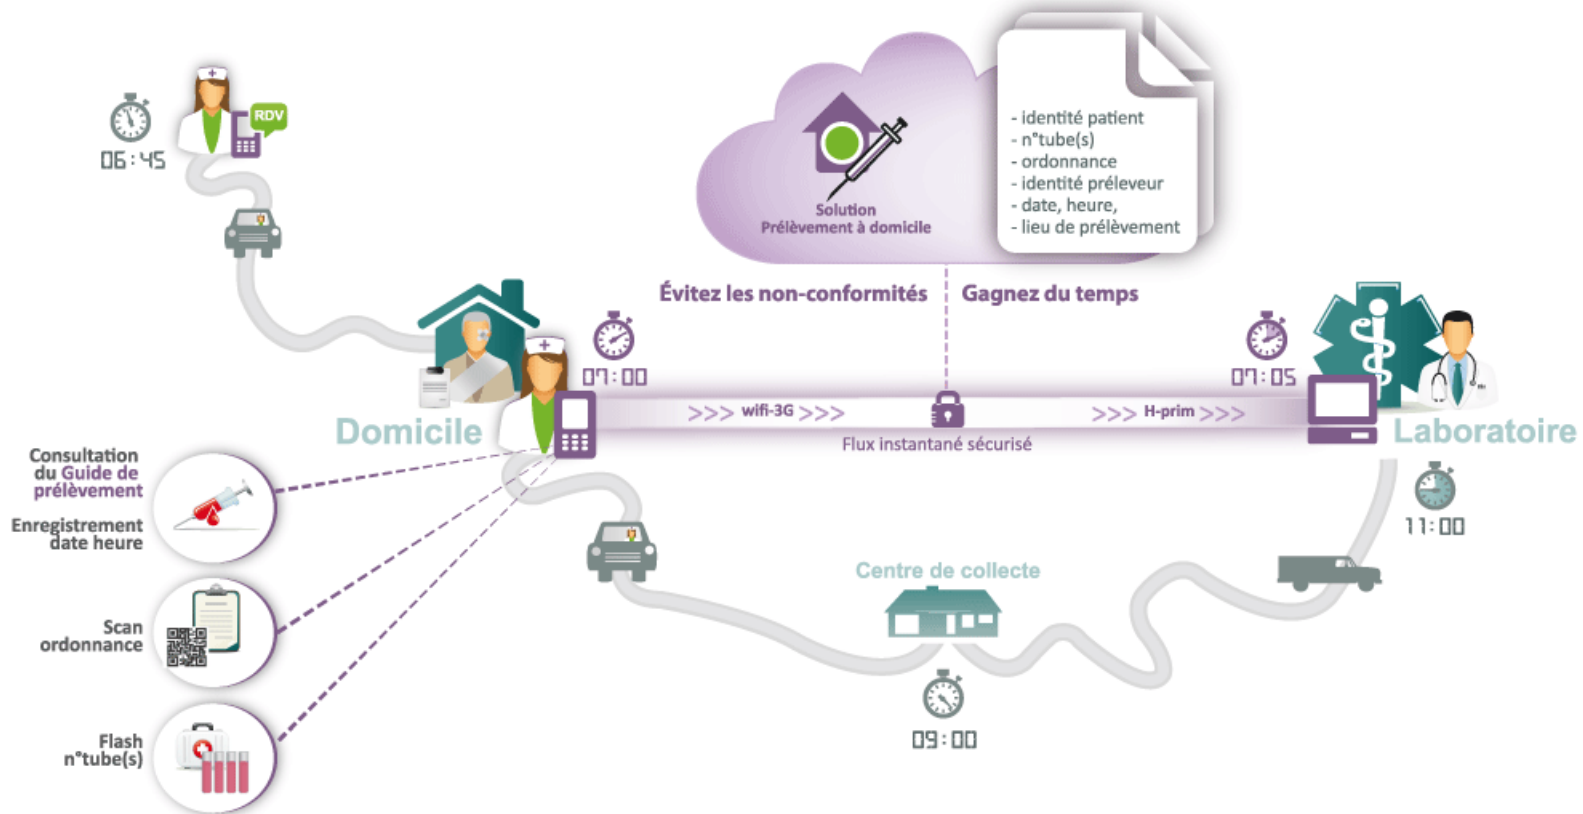 RDV
06:45
- identité patient
- n°tube(s)
- ordonnance
- identité préleveur
- date, heure,
- lieu de prélèvement
Solution
Prélèvement à domicile
Évitez les non-conformités
Gagnez du temps
07:00
07:05
>>> wifi-3G >>>
>>> H-prim >>>
Flux instantané sécurisé
Domicile
Laboratoire
Consultation
du Guide de
prélèvement
Enregistrement
date heure
11:00
Centre de collecte
Scan
ordonnance
09:00
Flash
n°tube(s)